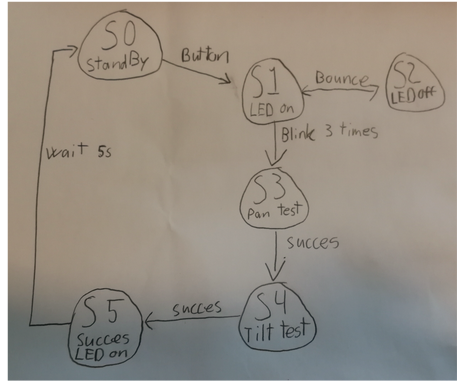 S0
StandBy
Button
S1
LED on
Bounce
S2
LED off
Blink 3 times
Wait 5s
S3
Pan test
succes
S4
Tilt test
succes
S5
Succes
LED on